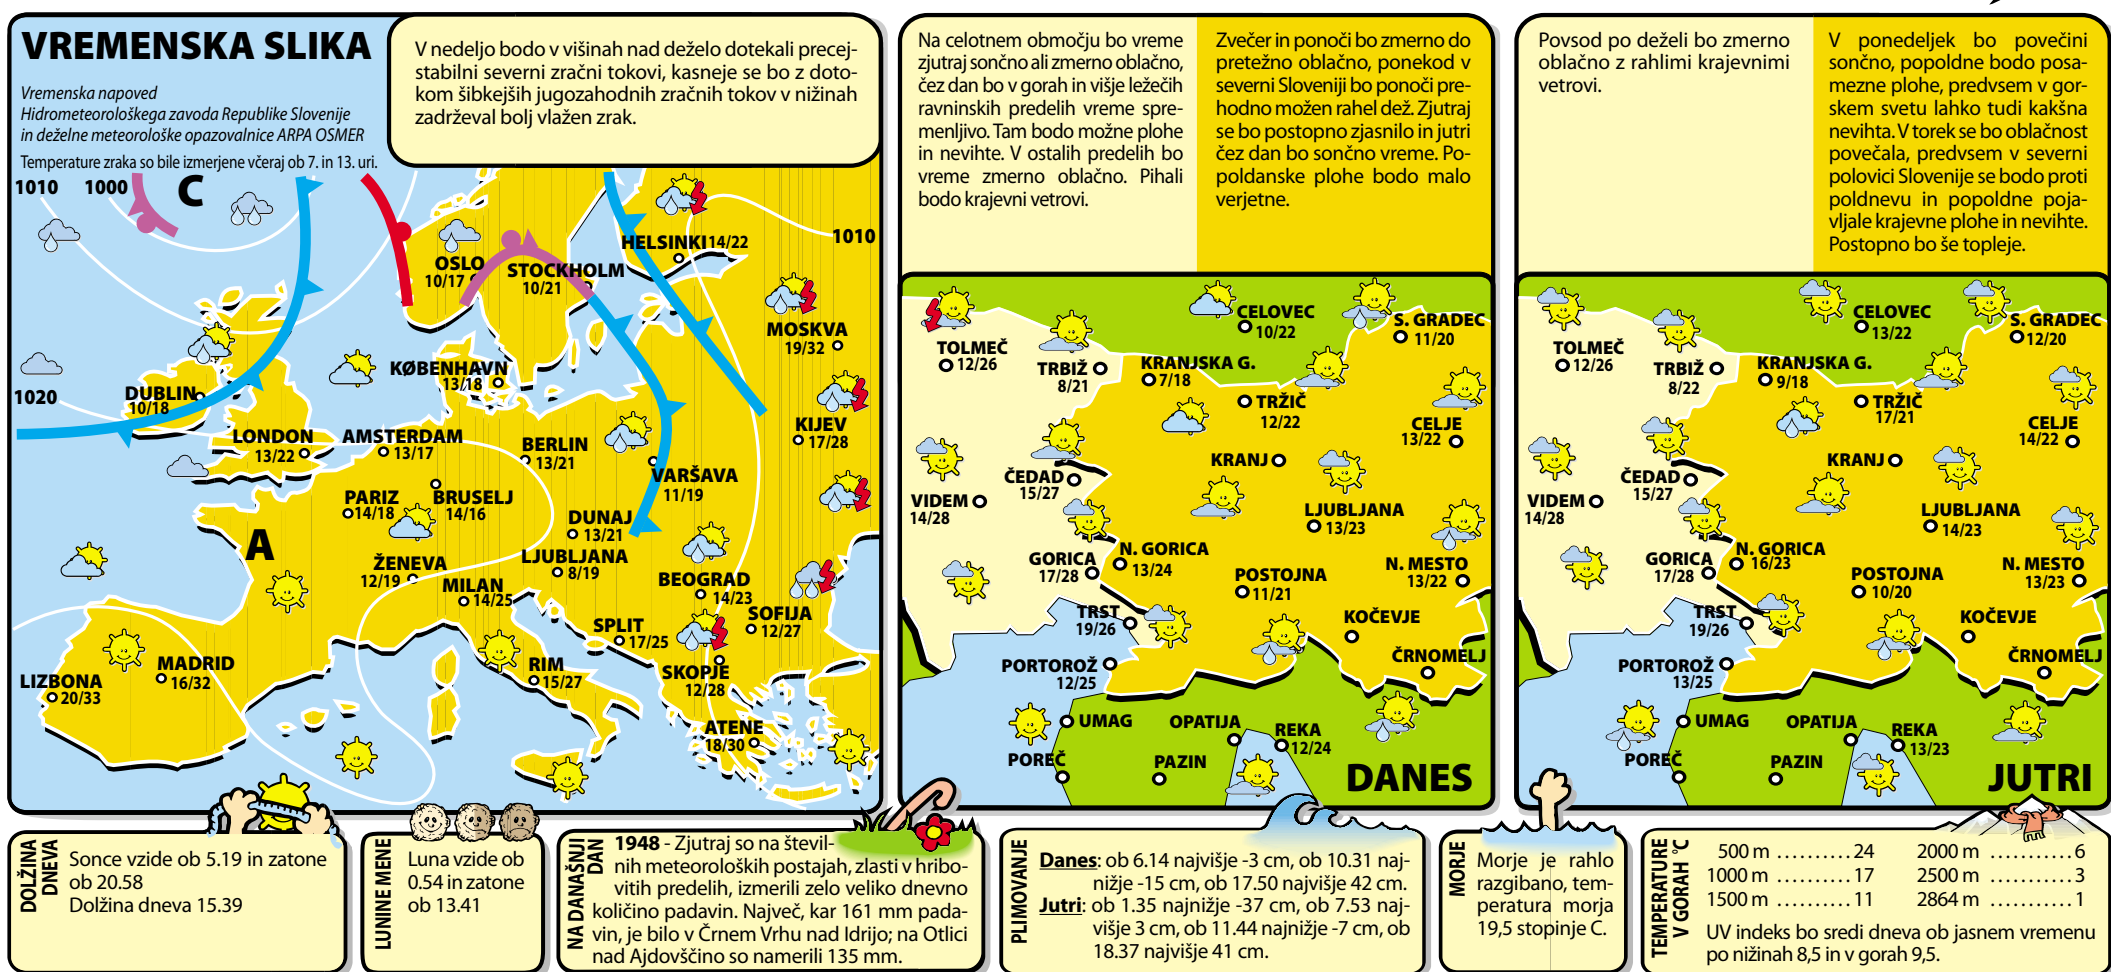 VREMENSKA SLIKA
Vremenska napoved
Hidrometeorološkega zavoda Republike Slovenije
in deželne meteorološke opazovalnice ARPA OSMER
Temperature zraka so bile izmerjene včeraj ob 7. in 13. uri.
V nedeljo bodo v višinah nad deželo dotekali precej-
stabilni severni zračni tokovi, kasneje se bo z doto-
kom šibkejših jugozahodnih zračnih tokov v nižinah
zadrževal bolj vlažen zrak.
1010
1000
C
1010
1020
A
HELSINKI 14/22
OSLO
10/17
STOCKHOLM
10/21
MOSKVA
19/32
KØBENHAVN
13/18
DUBLIN
10/18
KIJEV
17/28
LONDON
13/22
AMSTERDAM
13/17
BERLIN
13/21
VARŠAVA
11/19
PARIZ
14/18
BRUSELJ
14/16
DUNAJ
13/21
LJUBLJANA
8/19
ŽENEVA
12/19
MILAN
14/25
BEOGRAD
14/23
SOFIJA
12/27
SPLIT
17/25
SKOPJE
12/28
MADRID
16/32
LIZBONA
20/33
RIM
15/27
ATENE
18/30
Na celotnem območju bo vreme
zjutraj sončno ali zmerno oblačno,
čez dan bo v gorah in višje ležečih
ravninskih predelih vreme spre-
menljivo. Tam bodo možne plohe
in nevihte. V ostalih predelih bo
vreme zmerno oblačno. Pihali
bodo krajevni vetrovi.
Zvečer in ponoči bo zmerno do
pretežno oblačno, ponekod v
severni Sloveniji bo ponoči pre-
hodno možen rahel dež. Zjutraj
se bo postopno zjasnilo in jutri
čez dan bo sončno vreme. Po-
poldanske plohe bodo malo
verjetne.
CELOVEC
10/22
S. GRADEC
11/20
TOLMEČ
12/26
TRBIŽ
8/21
KRANJSKA G.
7/18
TRŽIČ
12/22
CELJE
13/22
KRANJ
ČEDAD
15/27
VIDEM
14/28
LJUBLJANA
13/23
GORICA
17/28
N. GORICA
13/24
N. MESTO
13/22
POSTOJNA
11/21
TRST
19/26
KOČEVJE
PORTOROŽ
12/25
ČRNOMELJ
UMAG
OPATIJA
REKA
12/24
POREČ
PAZIN
DANES
Povsod po deželi bo zmerno
oblačno z rahlimi krajevnimi
vetrovi.
V ponedeljek bo povečini
sončno, popoldne bodo posa-
mezne plohe, predvsem v gor-
skem svetu lahko tudi kakšna
nevihta. V torek se bo oblačnost
povečala, predvsem v severni
polovici Slovenije se bodo proti
poldnevu in popoldne poja-
vljale krajevne plohe in nevihte.
Postopno bo še topleje.
CELOVEC
13/22
S. GRADEC
12/20
TOLMEČ
12/26
TRBIŽ
8/22
KRANJSKA G.
9/18
TRŽIČ
17/21
CELJE
14/22
KRANJ
ČEDAD
15/27
VIDEM
14/28
LJUBLJANA
14/23
GORICA
17/28
N. GORICA
16/23
N. MESTO
13/23
POSTOJNA
10/20
TRST
19/26
KOČEVJE
PORTOROŽ
13/25
ČRNOMELJ
UMAG
OPATIJA
REKA
13/23
POREČ
PAZIN
JUTRI
DOLŽINA
DNEVA
Sonce vzide ob 5.19 in zatone
ob 20.58
Dolžina dneva 15.39
LUNINE MENE
Luna vzide ob
0.54 in zatone
ob 13.41
NA DANAŠNJI
DAN
1948 - Zjutraj so na števil-
nih meteoroloških postajah, zlasti v hribo-
vitih predelih, izmerili zelo veliko dnevno
količino padavin. Največ, kar 161 mm pada-
vin, je bilo v Črnem Vrhu nad Idrijo; na Otlici
nad Ajdovščino so namerili 135 mm.
PLIMOVANJE
Danes: ob 6.14 najvišje -3 cm, ob 10.31 naj-
nižje -15 cm, ob 17.50 najvišje 42 cm.
Jutri: ob 1.35 najnižje -37 cm, ob 7.53 naj-
višje 3 cm, ob 11.44 najnižje -7 cm, ob
18.37 najvišje 41 cm.
MORJE
Morje je rahlo
razgibano, tem-
peratura morja
19,5 stopinje C.
TEMPERATURE
V GORAH °C
500 m ..........24
1000 m ..........17
1500 m ..........11
2000 m ...........6
2500 m ...........3
2864 m ...........1
UV indeks bo sredi dneva ob jasnem vremenu
po nižinah 8,5 in v gorah 9,5.